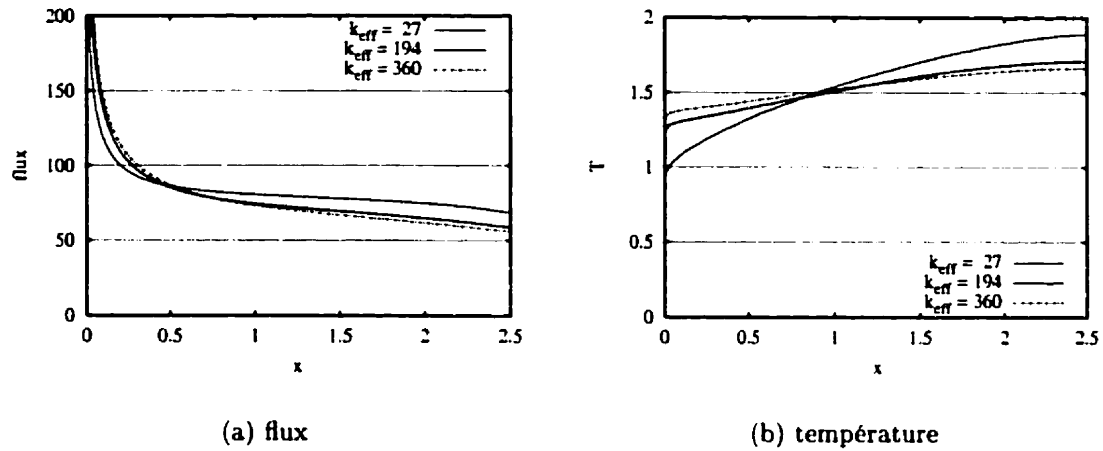 200
150
100
50
0
flux
k_eff = 27
k_eff = 194
k_eff = 360
0 0.5 1 1.5 2 2.5
x
(a) flux
2
1.5
1
0.5
0
T
k_eff = 27
k_eff = 194
k_eff = 360
0 0.5 1 1.5 2 2.5
x
(b) température